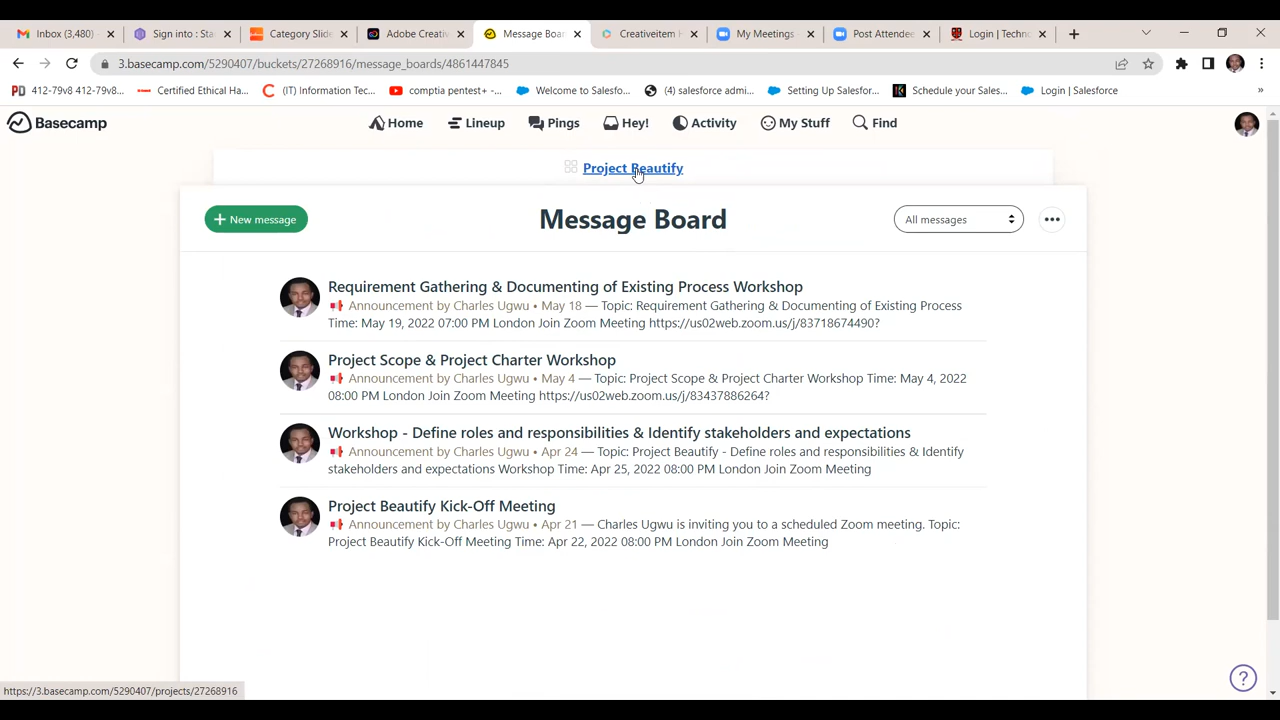 Inbox (3,480)
Sign into : Sta
Category Slide
Adobe Creativ
Message Boar
Creativeitem H
My Meetings
Post Attendee
Login | Techno
3.basecamp.com/5290407/buckets/27268916/message_boards/4861447845
PD 412-79v8 412-79v8...
Certified Ethical Ha...
(IT) Information Tec...
comptia pentest+ -...
Welcome to Salesfo...
(4) salesforce admi...
Setting Up Salesfor...
Schedule your Sales...
Login | Salesforce
»
Basecamp
Home
Lineup
Pings
Hey!
Activity
My Stuff
Find
Project Beautify
+ New message
Message Board
All messages
Requirement Gathering & Documenting of Existing Process Workshop
Announcement by Charles Ugwu • May 18 — Topic: Requirement Gathering & Documenting of Existing Process
Time: May 19, 2022 07:00 PM London Join Zoom Meeting https://us02web.zoom.us/j/83718674490?
Project Scope & Project Charter Workshop
Announcement by Charles Ugwu • May 4 — Topic: Project Scope & Project Charter Workshop Time: May 4, 2022
08:00 PM London Join Zoom Meeting https://us02web.zoom.us/j/83437886264?
Workshop - Define roles and responsibilities & Identify stakeholders and expectations
Announcement by Charles Ugwu • Apr 24 — Topic: Project Beautify - Define roles and responsibilities & Identify
stakeholders and expectations Workshop Time: Apr 25, 2022 08:00 PM London Join Zoom Meeting
Project Beautify Kick-Off Meeting
Announcement by Charles Ugwu • Apr 21 — Charles Ugwu is inviting you to a scheduled Zoom meeting. Topic:
Project Beautify Kick-Off Meeting Time: Apr 22, 2022 08:00 PM London Join Zoom Meeting
?
https://3.basecamp.com/5290407/projects/27268916